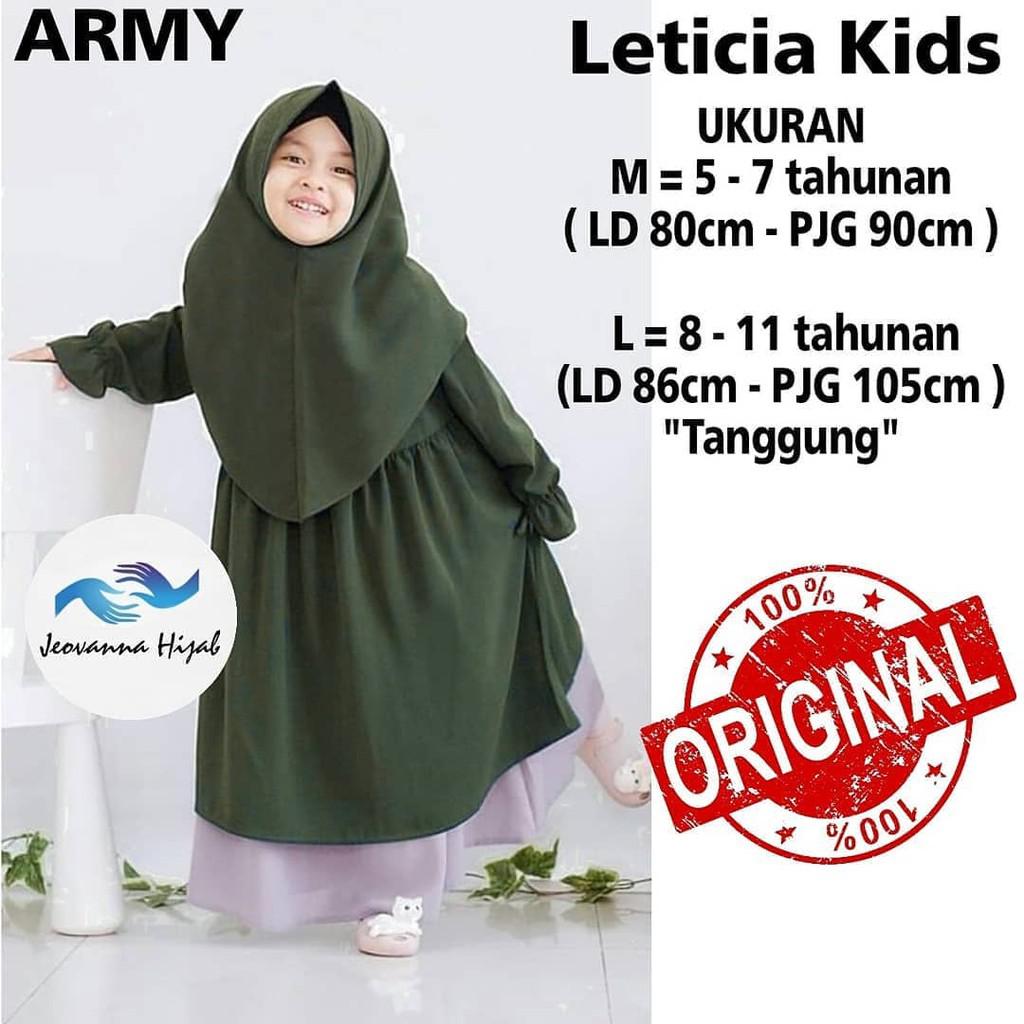 ARMY
Leticia Kids
UKURAN
M = 5 - 7 tahunan
( LD 80cm - PJG 90cm )
L = 8 - 11 tahunan
(LD 86cm - PJG 105cm )
"Tanggung"
Jeovanna Hijab
100%
ORIGINAL
100%